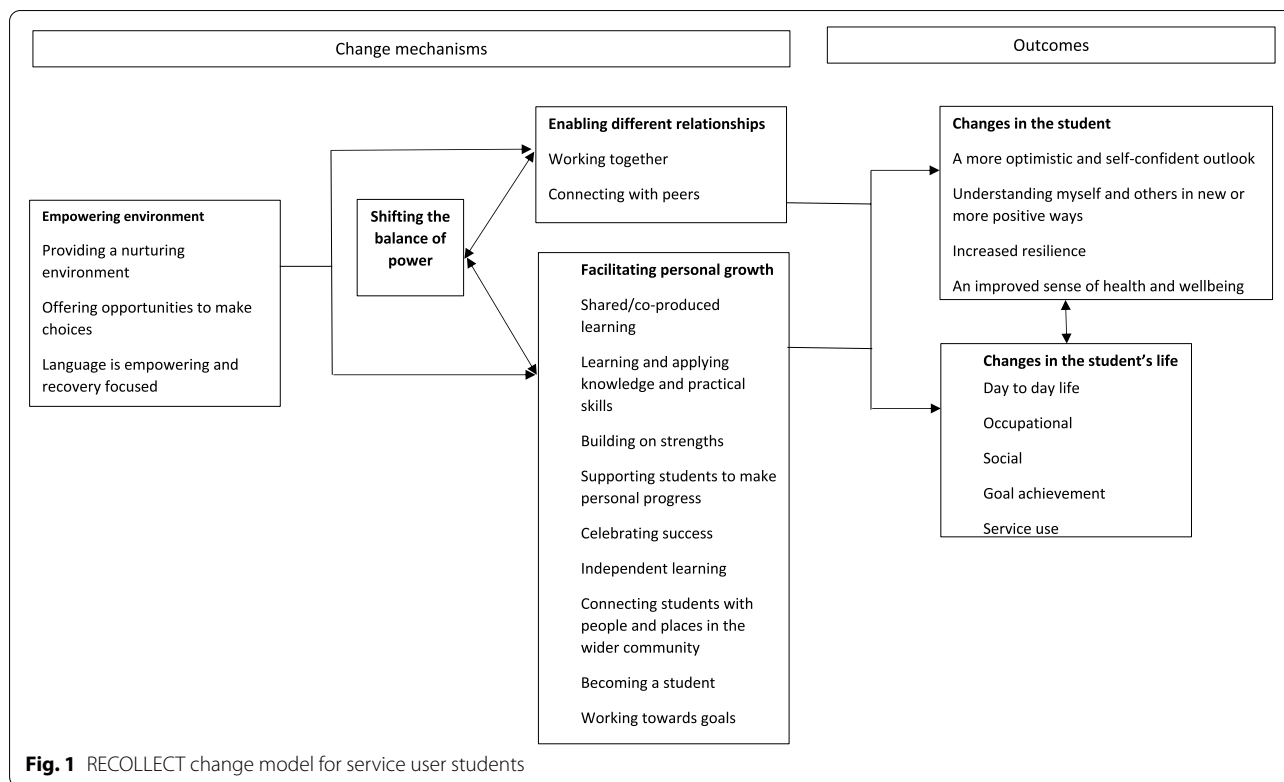 Change mechanisms
Outcomes
Empowering environment
Providing a nurturing
environment
Offering opportunities to make
choices
Language is empowering and
recovery focused
Shifting the
balance of
power
Enabling different relationships
Working together
Connecting with peers
Facilitating personal growth
Shared/co-produced
learning
Learning and applying
knowledge and practical
skills
Building on strengths
Supporting students to make
personal progress
Celebrating success
Independent learning
Connecting students with
people and places in the
wider community
Becoming a student
Working towards goals
Changes in the student
A more optimistic and self-confident outlook
Understanding myself and others in new or
more positive ways
Increased resilience
An improved sense of health and wellbeing
Changes in the student's life
Day to day life
Occupational
Social
Goal achievement
Service use
Fig. 1 RECOLLECT change model for service user students